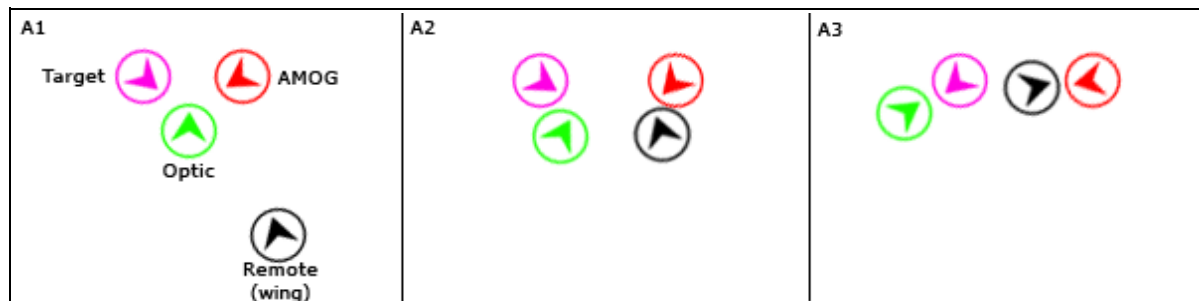 A1
Target
AMOG
Optic
Remote
(wing)
A2
A3